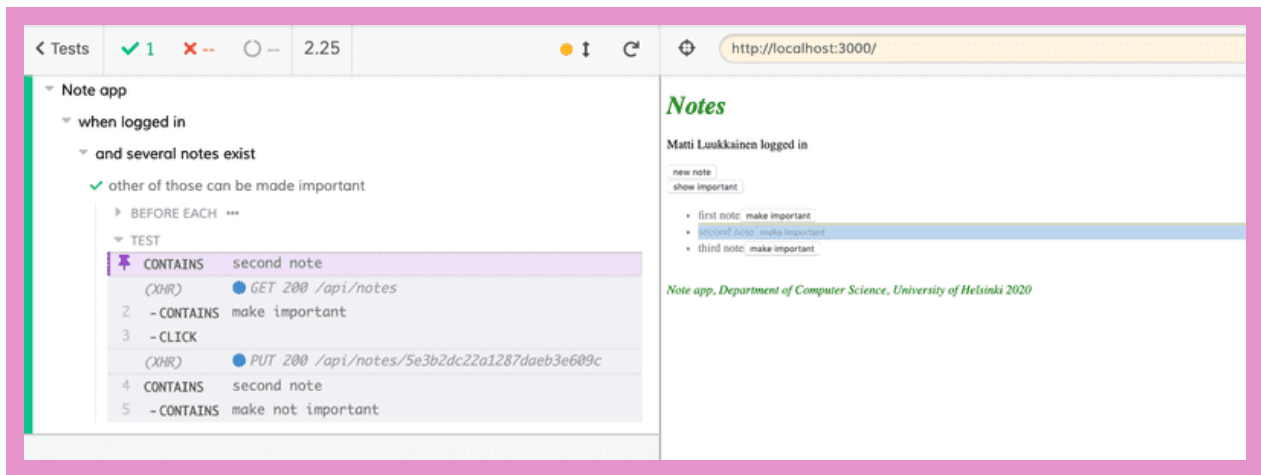 Tests 1 -- -- 2.25
Note app
when logged in
and several notes exist
other of those can be made important
BEFORE EACH •••
TEST
CONTAINS second note
(XHR) GET 200 /api/notes
2 -CONTAINS make important
3 -CLICK
(XHR) PUT 200 /api/notes/5e3b2dc22a1287daeb3e609c
4 CONTAINS second note
5 -CONTAINS make not important
http://localhost:3000/
Notes
Matti Luukkainen logged in
new note
show important
• first note make important
• second note make important
• third note make important
Note app, Department of Computer Science, University of Helsinki 2020